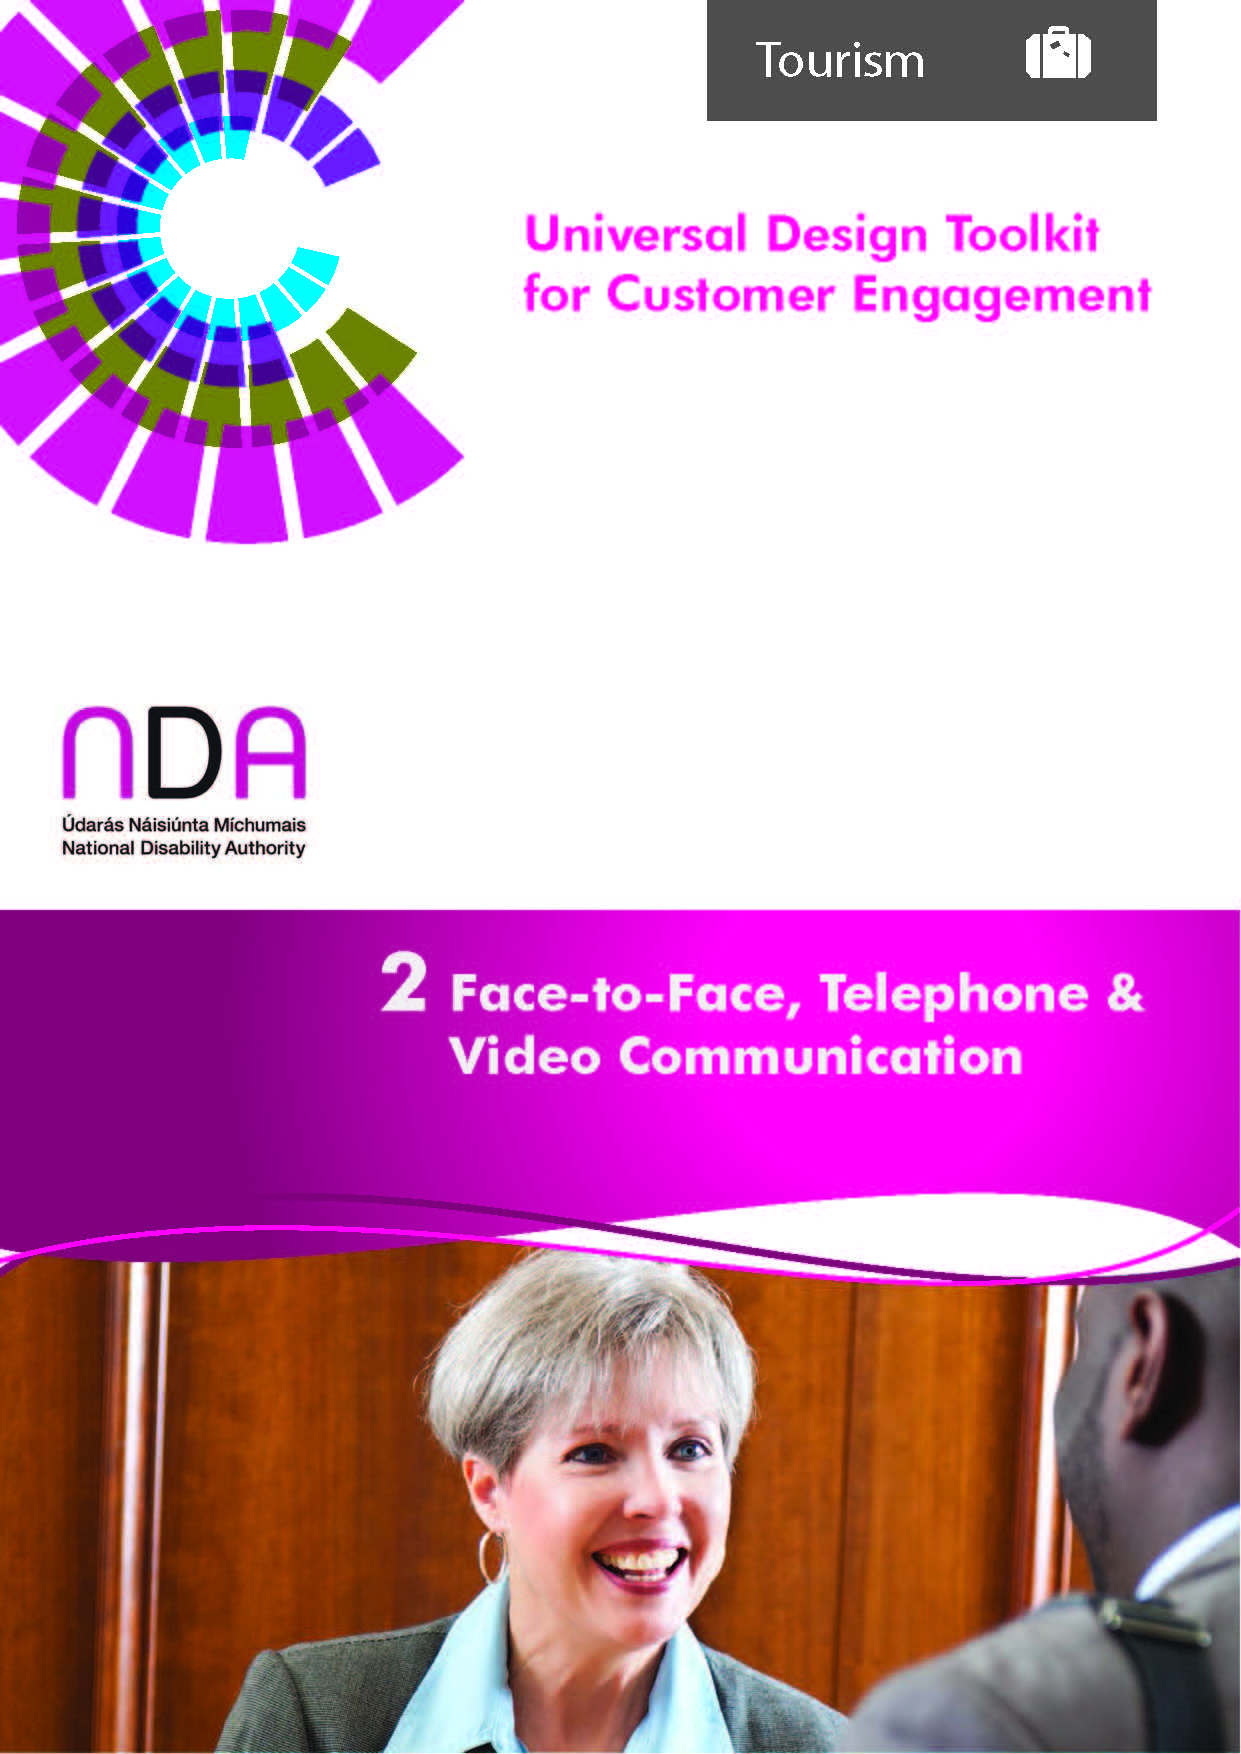 Tourism
Universal Design Toolkit
for Customer Engagement
NDA
Údarás Náisiúnta Míchumais
National Disability Authority
2 Face-to-Face, Telephone &
Video Communication